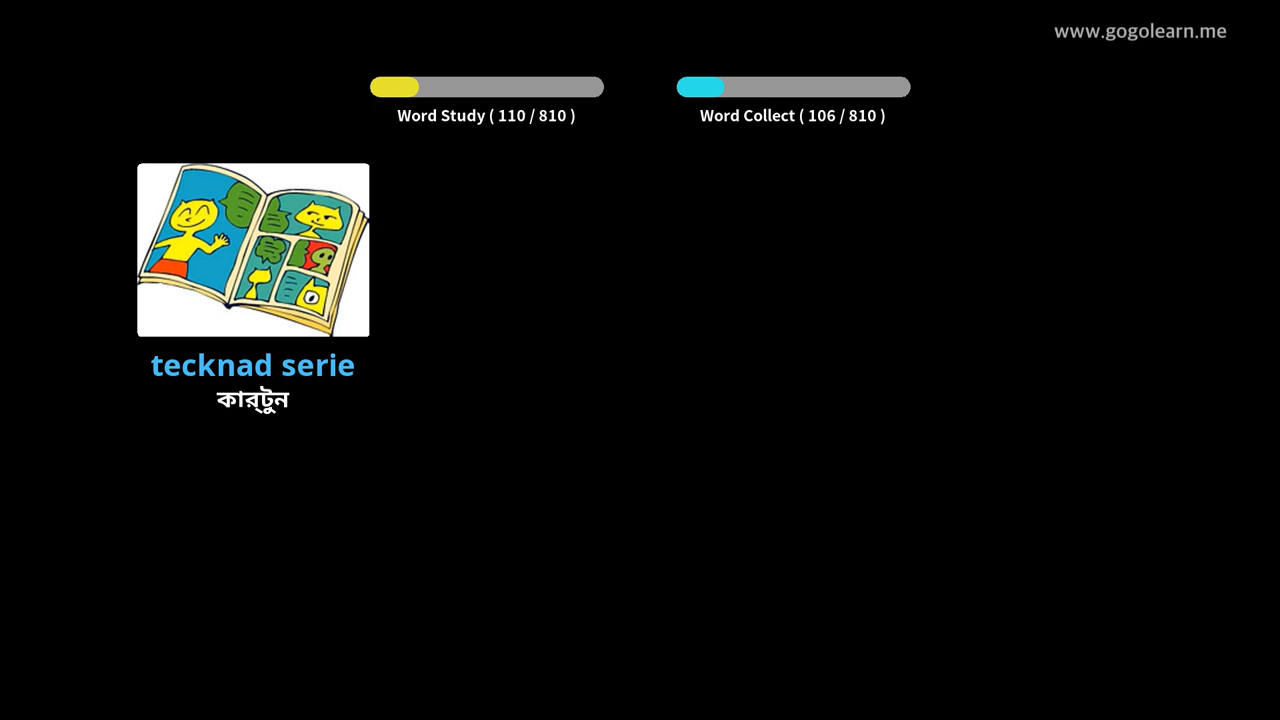 www.gogolearn.me
Word Study ( 110 / 810 )
Word Collect ( 106 / 810 )
tecknad serie
কার্টুন